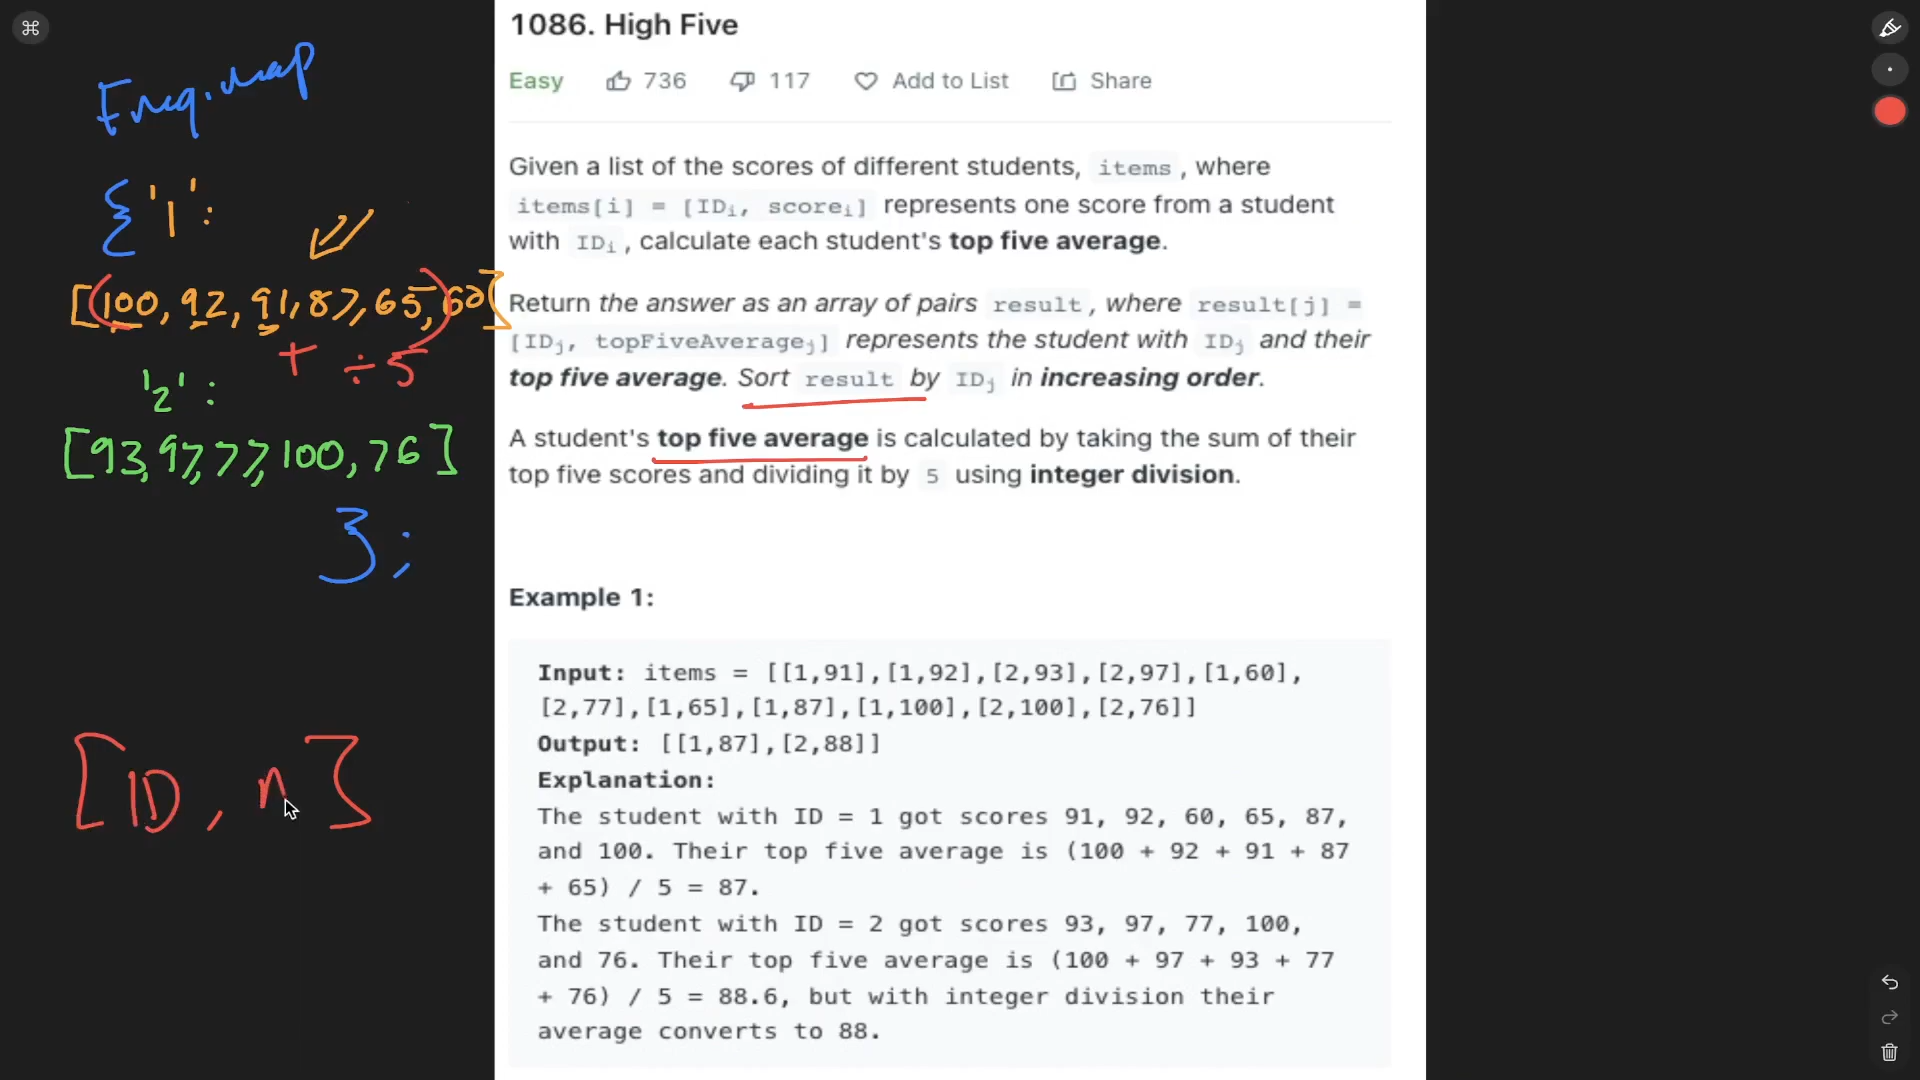 Freq. map
{ '1' :
[100, 92, 91, 87, 65, 60]
+ ÷5
'2' :
[93, 97, 77, 100, 76]
};
[ID, n]
1086. High Five
Easy 736 117 Add to List Share
Given a list of the scores of different students, items, where
items[i] = [IDi, scorei] represents one score from a student
with IDi, calculate each student's top five average.
Return the answer as an array of pairs result, where result[j] =
[IDj, topFiveAveragej] represents the student with IDj and their
top five average. Sort result by IDj in increasing order.
A student's top five average is calculated by taking the sum of their
top five scores and dividing it by 5 using integer division.
Example 1:
Input: items = [[1,91],[1,92],[2,93],[2,97],[1,60],
[2,77],[1,65],[1,87],[1,100],[2,100],[2,76]]
Output: [[1,87],[2,88]]
Explanation:
The student with ID = 1 got scores 91, 92, 60, 65, 87,
and 100. Their top five average is (100 + 92 + 91 + 87
+ 65) / 5 = 87.
The student with ID = 2 got scores 93, 97, 77, 100,
and 76. Their top five average is (100 + 97 + 93 + 77
+ 76) / 5 = 88.6, but with integer division their
average converts to 88.